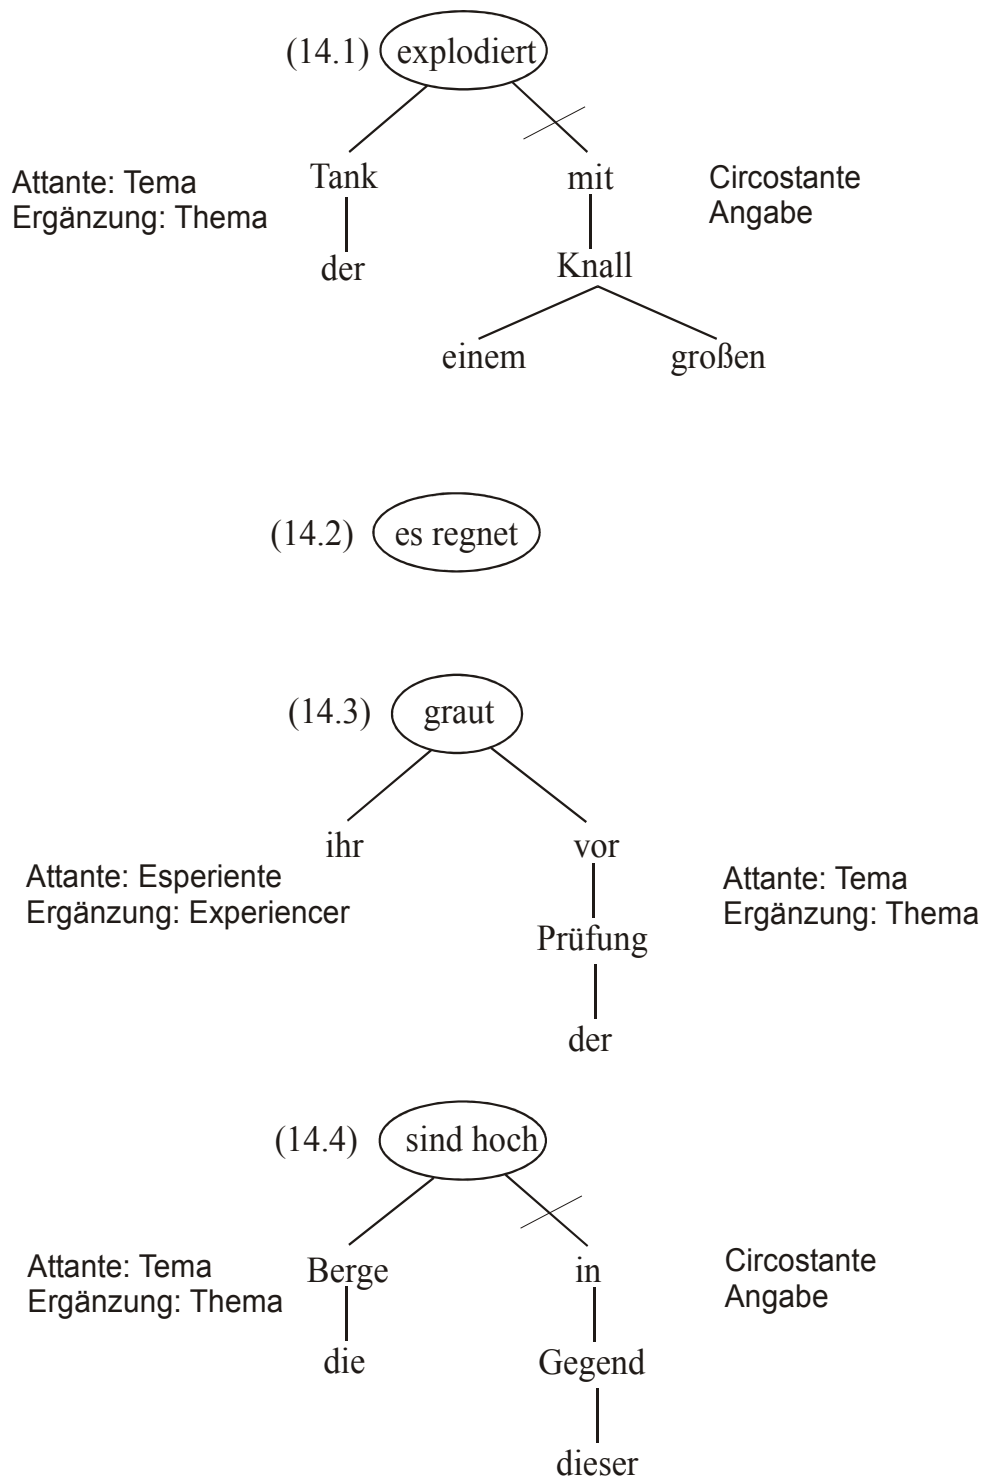 (14.1) explodiert
Attante: Tema
Ergänzung: Thema
Tank
mit
Circostante
Angabe
der
Knall
einem
großen
(14.2) es regnet
(14.3) graut
ihr
vor
Attante: Esperiente
Ergänzung: Experiencer
Attante: Tema
Ergänzung: Thema
Prüfung
der
(14.4) sind hoch
Attante: Tema
Ergänzung: Thema
Berge
in
Circostante
Angabe
die
Gegend
dieser